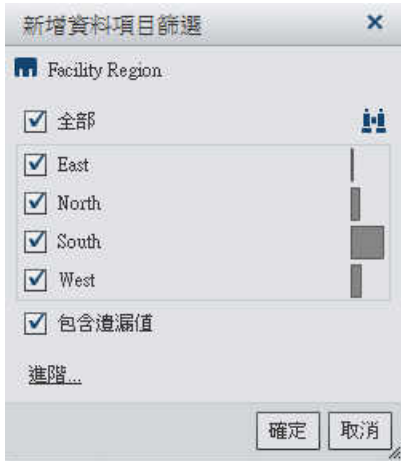 新增資料項目篩選
Facility Region
全部
East
North
South
West
包含遺漏值
進階...
確定 取消